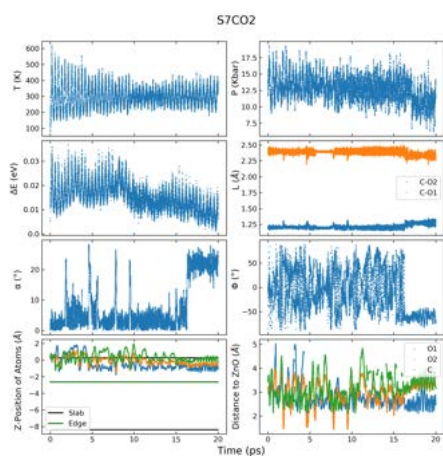 S7CO2
600
500
400
300
200
100
T (K)
17.5
15.0
12.5
10.0
7.5
P (Kbar)
0.03
0.02
0.01
0.0
ΔE (eV)
2.50
2.25
2.00
1.75
1.50
1.25
L (Å)
C-O2
C-O1
20
10
0
α (°)
50
0
-50
Φ (°)
2
0
-2
-4
-6
-8
Z-Position of Atoms (Å)
Slab
Edge
0 5 10 15 20
5
4
3
2
Distance to ZnO (Å)
O1
O2
C
0 5 10 15 20
Time (ps)